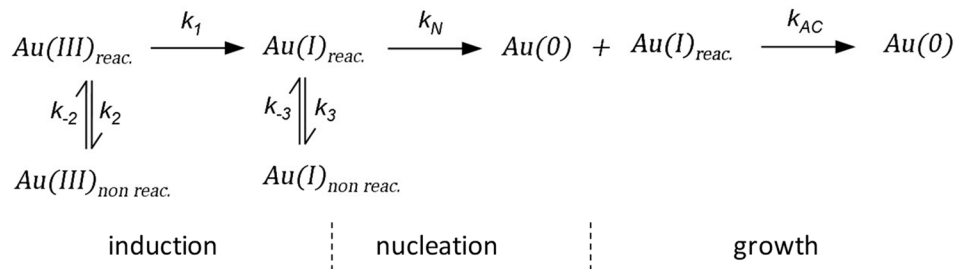 k1 kN kAC
Au(III)reac. Au(I)reac. Au(0) + Au(I)reac. Au(0)
k-2 k2 k-3 k3
Au(III)non reac. Au(I)non reac.
induction nucleation growth